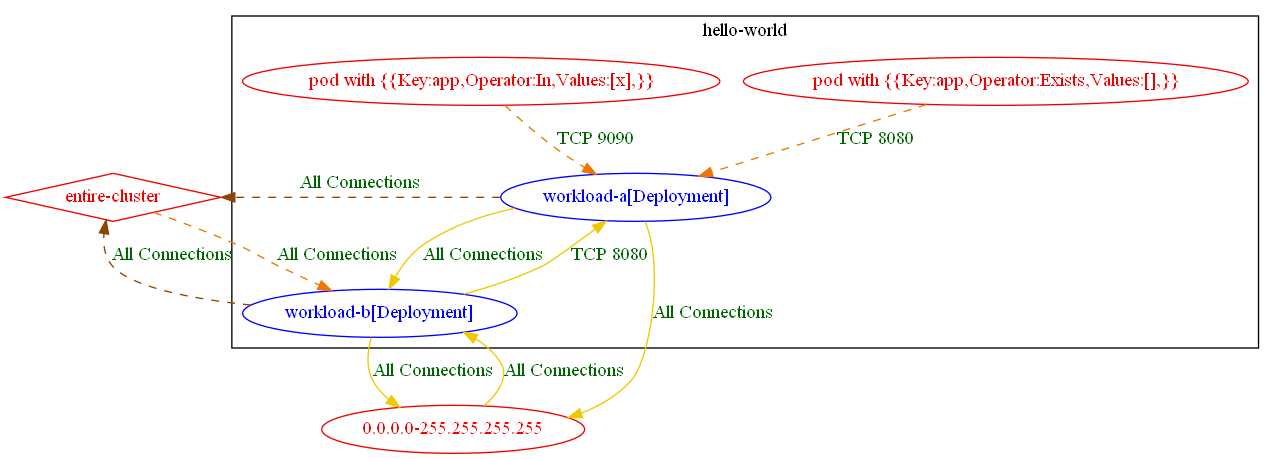 hello-world
pod with {{Key:app,Operator:In,Values:[x],}}
pod with {{Key:app,Operator:Exists,Values:[],}}
TCP 9090
TCP 8080
All Connections
entire-cluster
workload-a[Deployment]
All Connections
All Connections
All Connections
TCP 8080
workload-b[Deployment]
All Connections
All Connections
All Connections
0.0.0.0-255.255.255.255